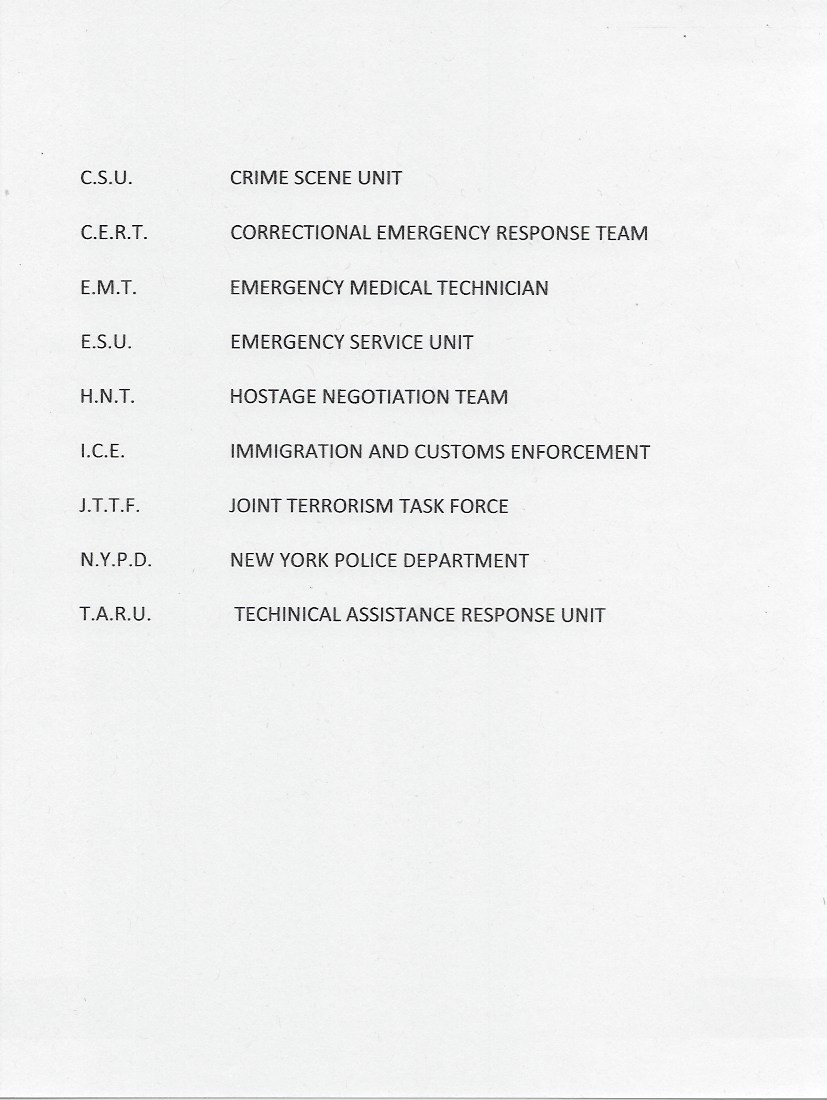 C.S.U. CRIME SCENE UNIT
C.E.R.T. CORRECTIONAL EMERGENCY RESPONSE TEAM
E.M.T. EMERGENCY MEDICAL TECHNICIAN
E.S.U. EMERGENCY SERVICE UNIT
H.N.T. HOSTAGE NEGOTIATION TEAM
I.C.E. IMMIGRATION AND CUSTOMS ENFORCEMENT
J.T.T.F. JOINT TERRORISM TASK FORCE
N.Y.P.D. NEW YORK POLICE DEPARTMENT
T.A.R.U. TECHINICAL ASSISTANCE RESPONSE UNIT